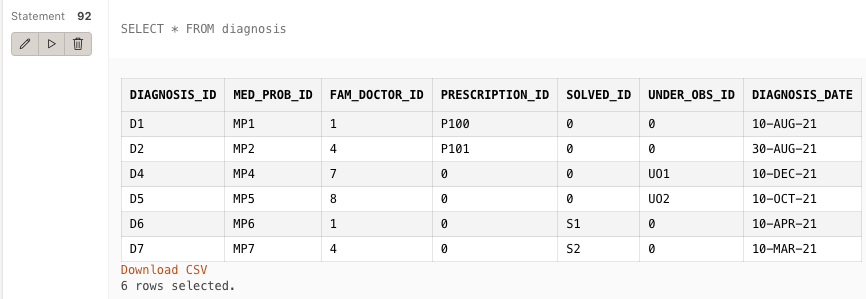 Statement 92
SELECT * FROM diagnosis
DIAGNOSIS_ID MED_PROB_ID FAM_DOCTOR_ID PRESCRIPTION_ID SOLVED_ID UNDER_OBS_ID DIAGNOSIS_DATE
D1 MP1 1 P100 0 0 10-AUG-21
D2 MP2 4 P101 0 0 30-AUG-21
D4 MP4 7 0 0 UO1 10-DEC-21
D5 MP5 8 0 0 UO2 10-OCT-21
D6 MP6 1 0 S1 0 10-APR-21
D7 MP7 4 0 S2 0 10-MAR-21
Download CSV
6 rows selected.